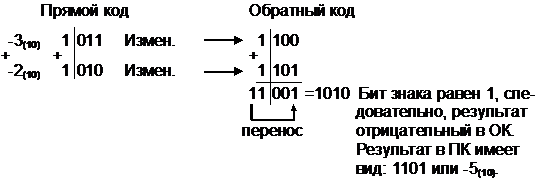 Прямой код Обратный код
-3(10) 1 011 Измен. 1 100
+ + +
-2(10) 1 010 Измен. 1 101
11 001 =1010 Бит знака равен 1, сле-
довательно, результат
перенос отрицательный в ОК.
Результат в ПК имеет
вид: 1101 или -5(10).